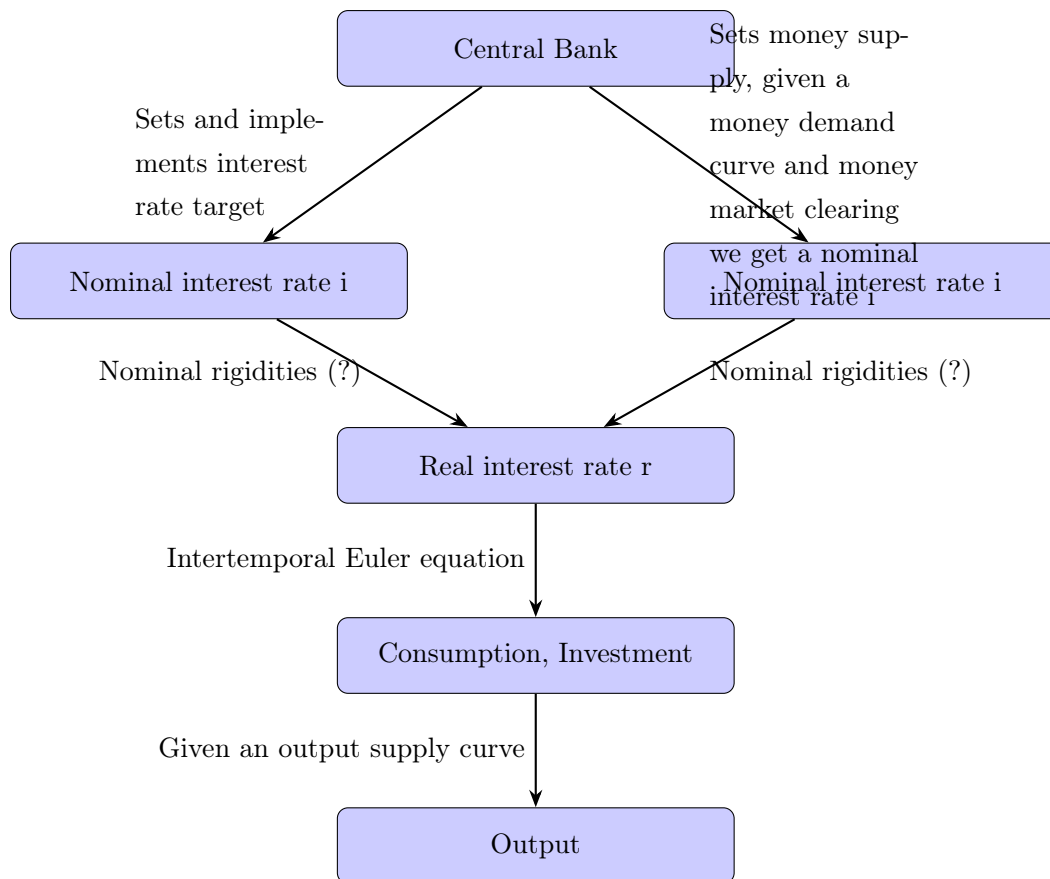 Central Bank
Sets and imple-
ments interest
rate target
Sets money sup-
ply, given a
money demand
curve and money
market clearing
we get a nominal
interest rate i
Nominal interest rate i
Nominal interest rate i
Nominal rigidities (?)
Nominal rigidities (?)
Real interest rate r
Intertemporal Euler equation
Consumption, Investment
Given an output supply curve
Output